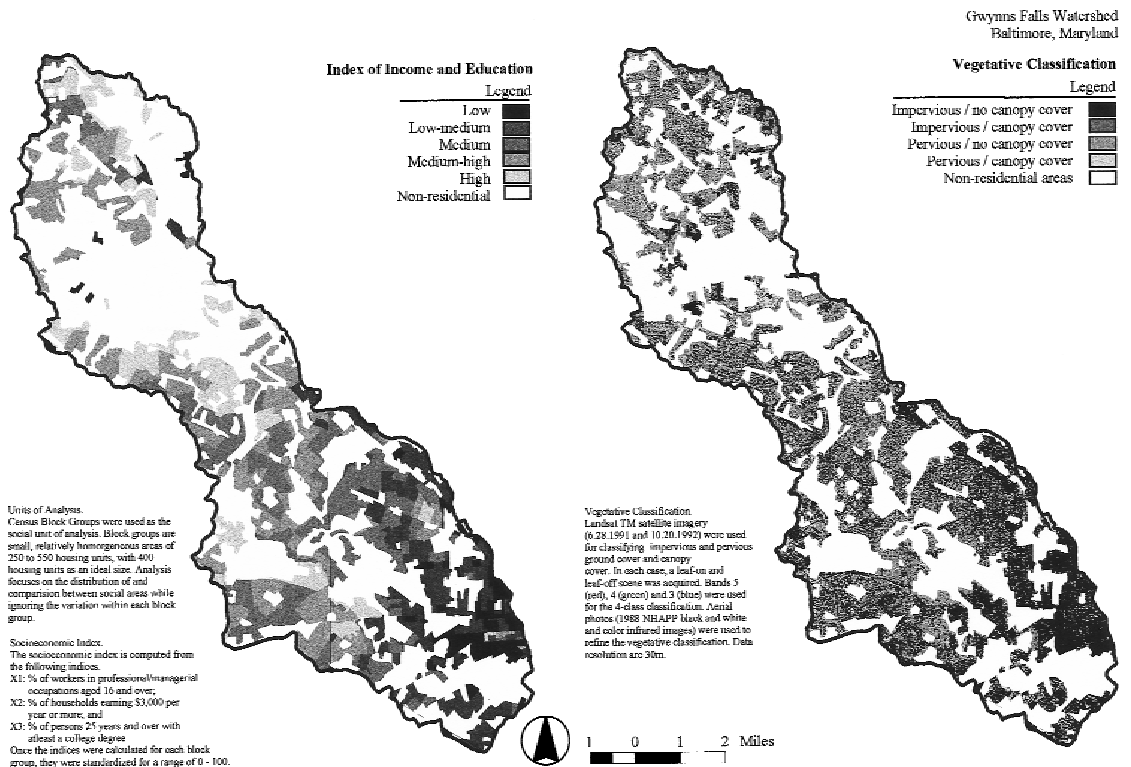 Gwynns Falls Watershed
Baltimore, Maryland
Index of Income and Education
Legend
Low
Low-medium
Medium
Medium-high
High
Non-residential
Vegetative Classification
Legend
Impervious / no canopy cover
Impervious / canopy cover
Pervious / no canopy cover
Pervious / canopy cover
Non-residential areas
Units of Analysis.
Census Block Groups were used as the
social unit of analysis. Block groups are
small, relatively homorgeneous areas of
250 to 550 housing units, with 400
housing units as an ideal size. Analysis
focuses on the distribution of and
comparision between social areas while
ignoring the variation within each block
group.
Socioeconomic Index.
The socioeconomic index is computed from
the following indices.
X1: % of workers in professional/managerial
occupations aged 16 and over;
X2: % of households earning $3,000 per
year or more; and
X3: % of persons 25 years and over with
atleast a college degree
Once the indices were calculated for each block
group, they were standardized for a range of 0 - 100.
Vegetative Classification.
Landsat TM satellite imagery
(6.28.1991 and 10.20.1992) were used
for classifying impervious and pervious
ground cover and canopy
cover. In each case, a leaf-on and
leaf-off scene was acquired. Bands 5
(red), 4 (green) and 3 (blue) were used
for the 4-class classification. Aerial
photos (1988 NHAPP black and white
and color infrared images) were used to
refine the vegetative classification. Data
resolution are 30m.
1 0 1 2 Miles